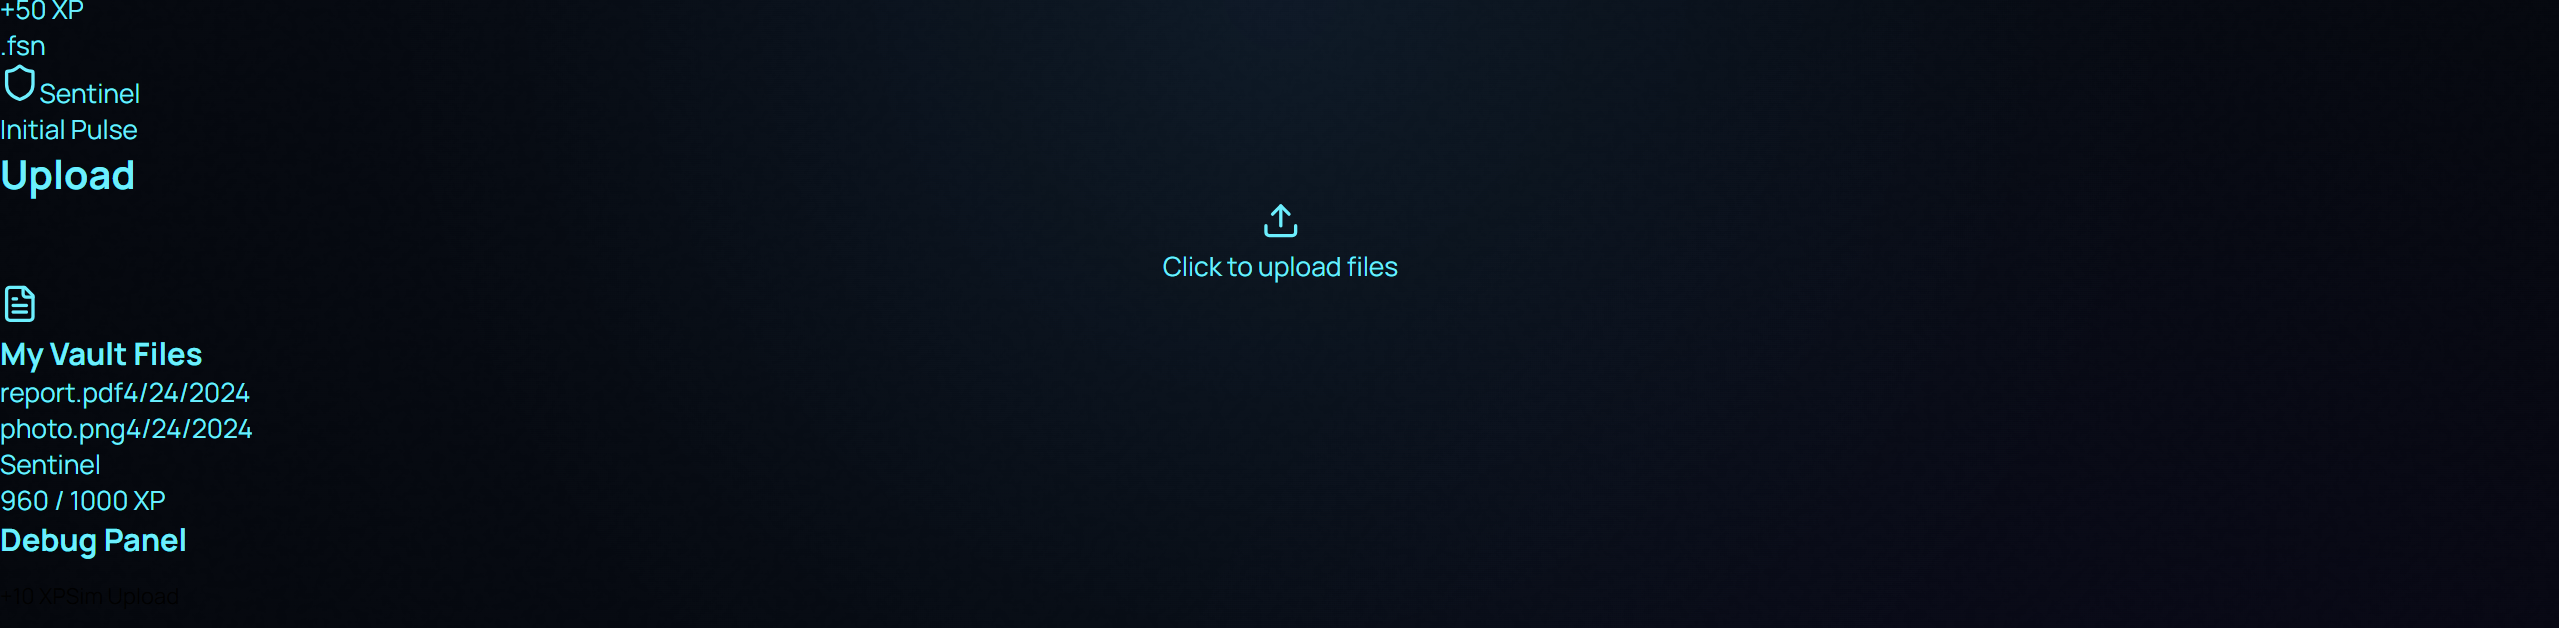 +50 XP
.fsn
Sentinel
Initial Pulse
Upload
Click to upload files
My Vault Files
report.pdf4/24/2024
photo.png4/24/2024
Sentinel
960 / 1000 XP
Debug Panel
+10 XPSim Upload